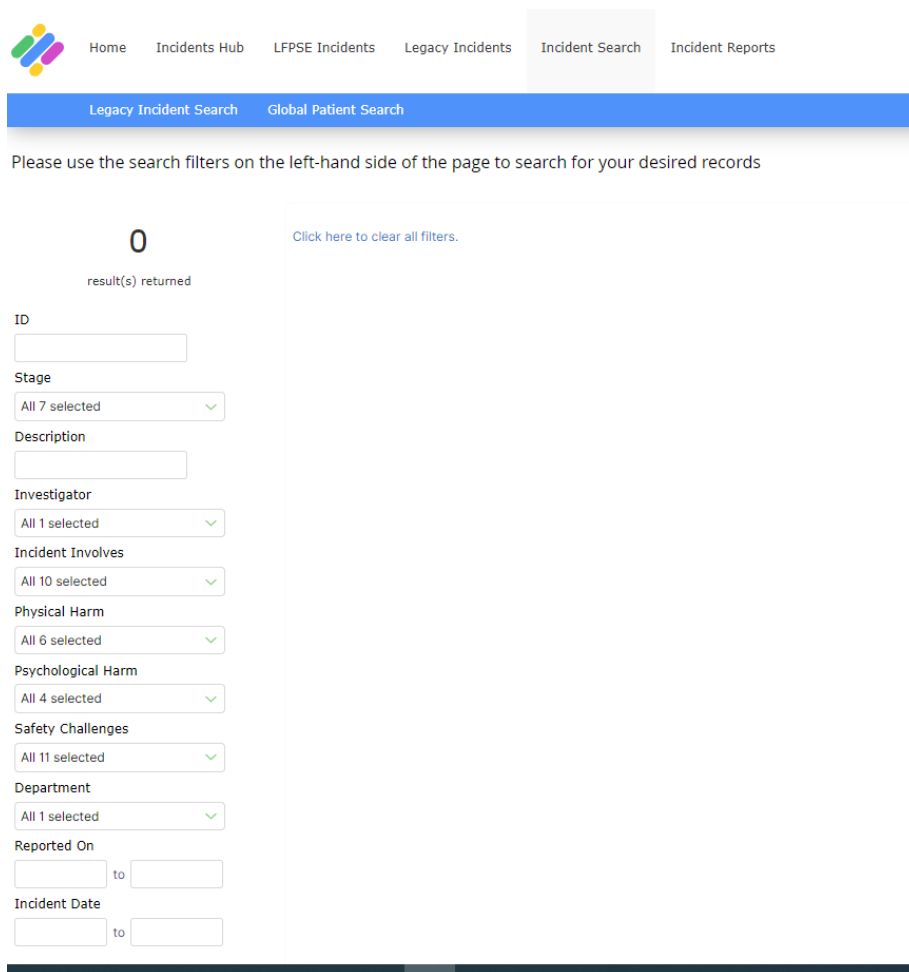 Home Incidents Hub LFPSE Incidents Legacy Incidents Incident Search Incident Reports
Legacy Incident Search Global Patient Search
Please use the search filters on the left-hand side of the page to search for your desired records
0
result(s) returned
Click here to clear all filters.
ID
Stage
All 7 selected
Description
Investigator
All 1 selected
Incident Involves
All 10 selected
Physical Harm
All 6 selected
Psychological Harm
All 4 selected
Safety Challenges
All 11 selected
Department
All 1 selected
Reported On
to
Incident Date
to